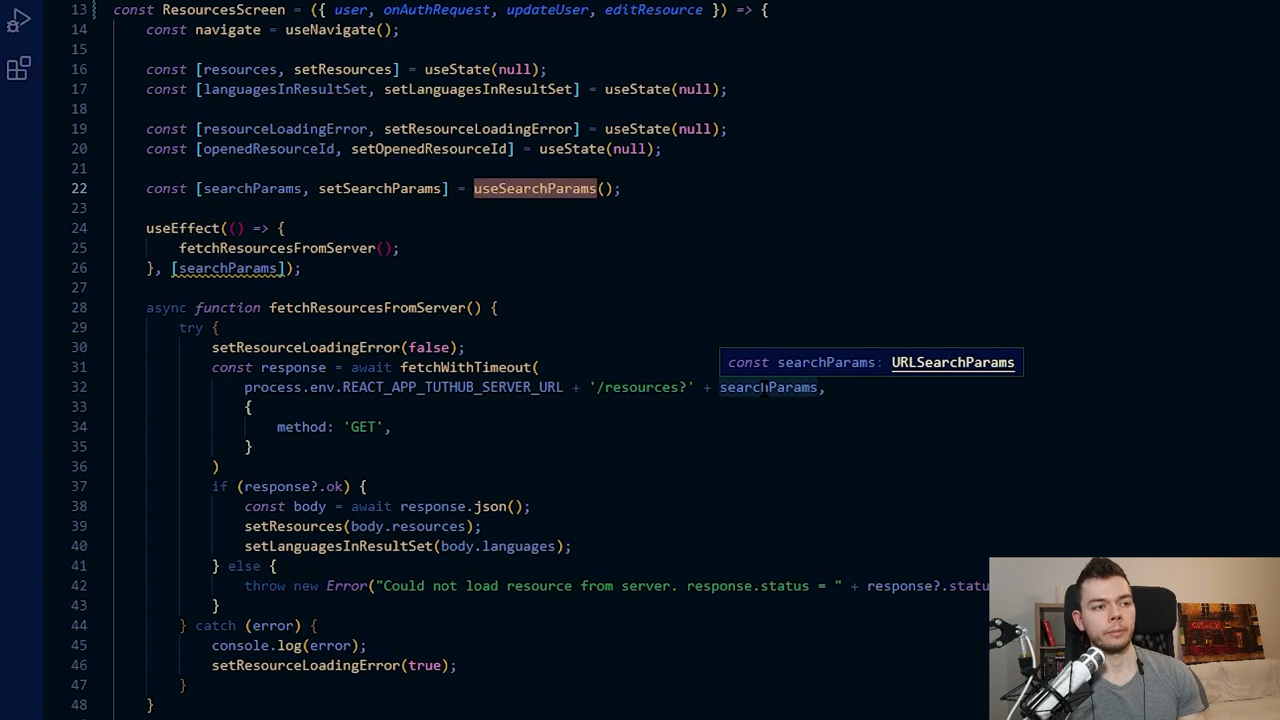 13 const ResourcesScreen = ({ user, onAuthRequest, updateUser, editResource }) => {
14 const navigate = useNavigate();
15
16 const [resources, setResources] = useState(null);
17 const [languagesInResultSet, setLanguagesInResultSet] = useState(null);
18
19 const [resourceLoadingError, setResourceLoadingError] = useState(null);
20 const [openedResourceId, setOpenedResourceId] = useState(null);
21
22 const [searchParams, setSearchParams] = useSearchParams();
23
24 useEffect(() => {
25 fetchResourcesFromServer();
26 }, [searchParams]);
27
28 async function fetchResourcesFromServer() {
29 try {
30 setResourceLoadingError(false);
31 const response = await fetchWithTimeout(
const searchParams: URLSearchParams
32 process.env.REACT_APP_TUTHUB_SERVER_URL + '/resources?' + searchParams,
33 {
34 method: 'GET',
35 }
36 )
37 if (response?.ok) {
38 const body = await response.json();
39 setResources(body.resources);
40 setLanguagesInResultSet(body.languages);
41 } else {
42 throw new Error("Could not load resource from server. response.status = " + response?.statu
43 }
44 } catch (error) {
45 console.log(error);
46 setResourceLoadingError(true);
47 }
48 }